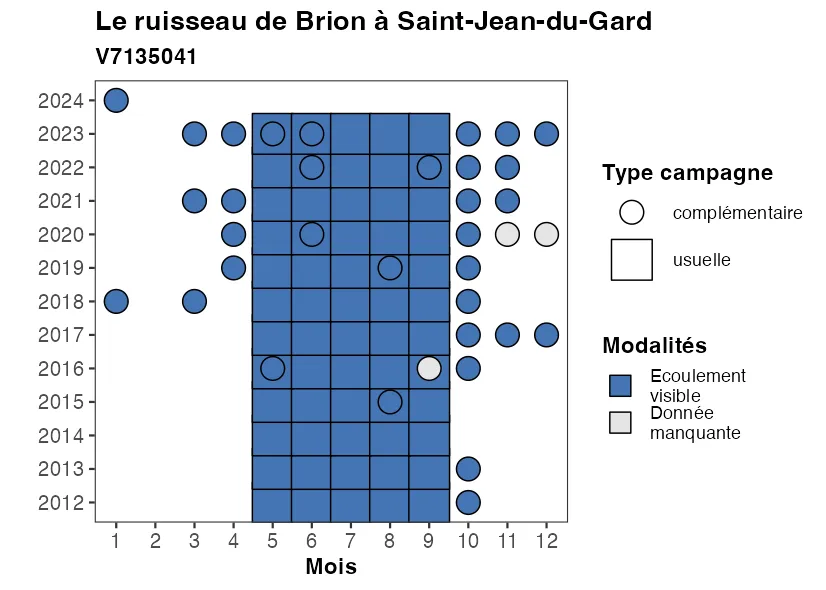 Le ruisseau de Brion à Saint-Jean-du-Gard
V7135041
2024
2023
2022
2021
2020
2019
2018
2017
2016
2015
2014
2013
2012
1 2 3 4 5 6 7 8 9 10 11 12
Mois
Type campagne
complémentaire
usuelle
Modalités
Ecoulement
visible
Donnée
manquante